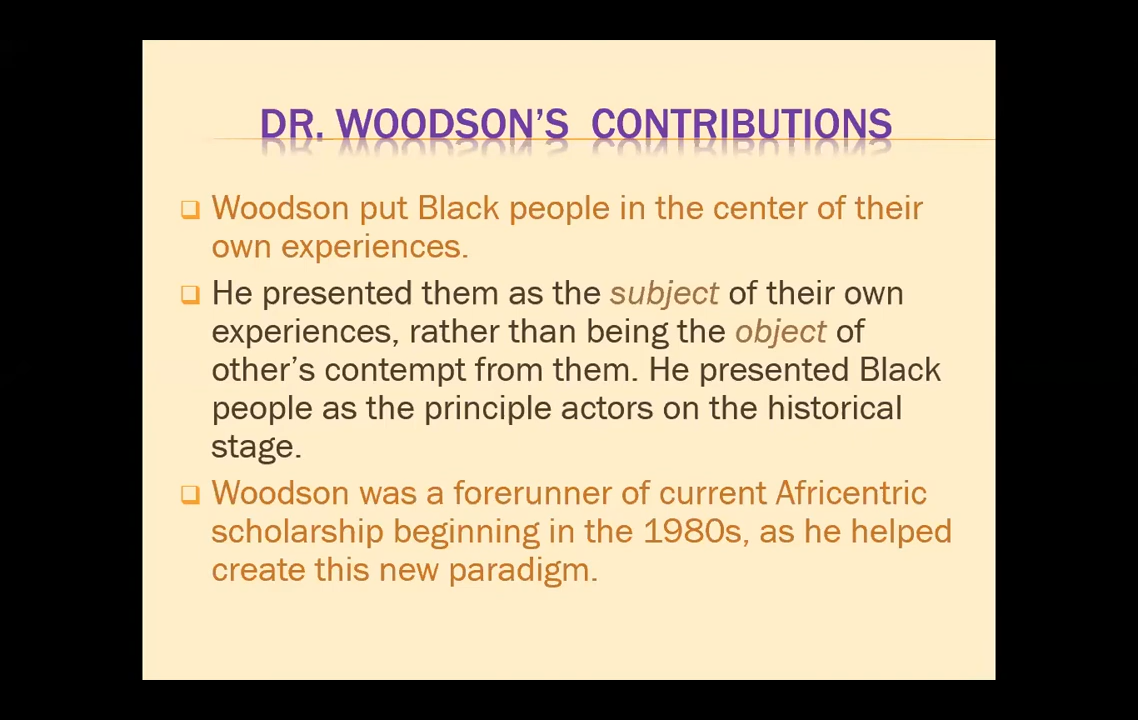 DR. WOODSON’S CONTRIBUTIONS
Woodson put Black people in the center of their
own experiences.
He presented them as the subject of their own
experiences, rather than being the object of
other’s contempt from them. He presented Black
people as the principle actors on the historical
stage.
Woodson was a forerunner of current Africentric
scholarship beginning in the 1980s, as he helped
create this new paradigm.